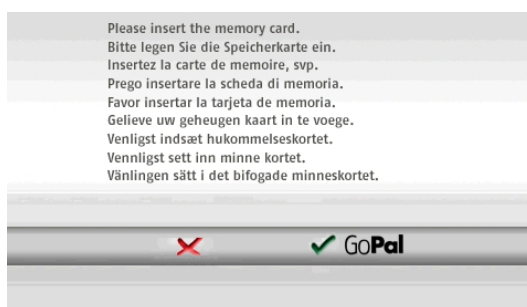 Please insert the memory card.
Bitte legen Sie die Speicherkarte ein.
Insertez la carte de memoire, svp.
Prego insertare la scheda di memoria.
Favor insertar la tarjeta de memoria.
Gelieve uw geheugen kaart in te voege.
Venligst indsæt hukommelseskortet.
Vennligst sett inn minne kortet.
Vänlingen sätt i det bifogade minneskortet.
GoPal